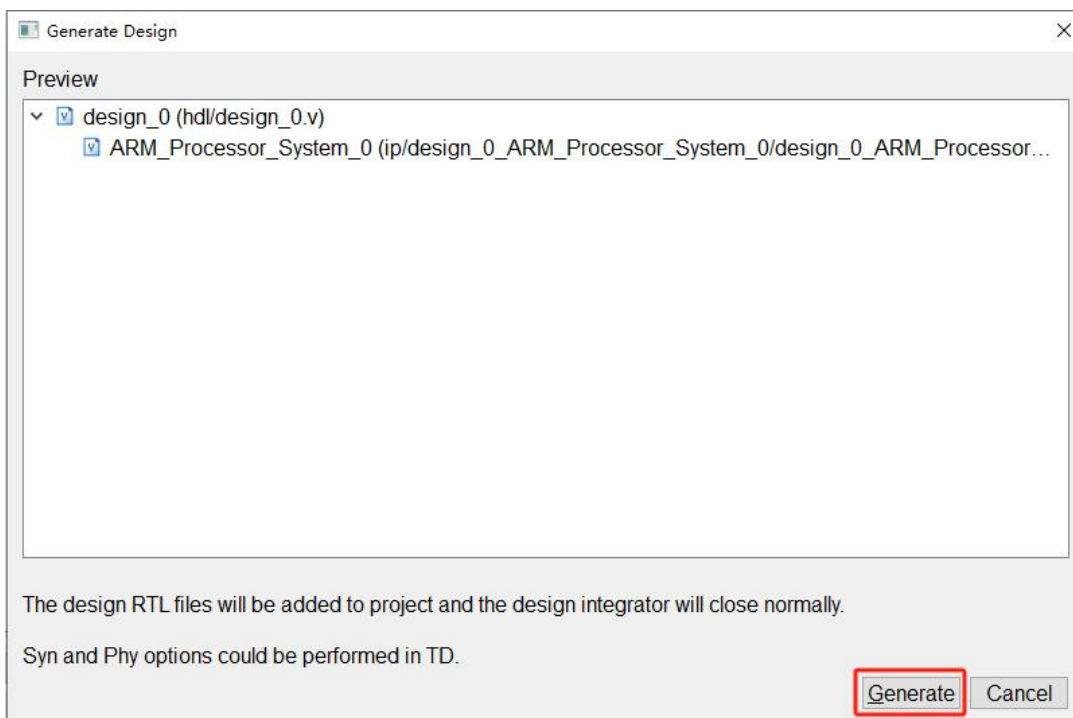 Generate Design
Preview
design_0 (hdl/design_0.v)
ARM_Processor_System_0 (ip/design_0_ARM_Processor_System_0/design_0_ARM_Processor...
The design RTL files will be added to project and the design integrator will close normally.
Syn and Phy options could be performed in TD.
Generate Cancel